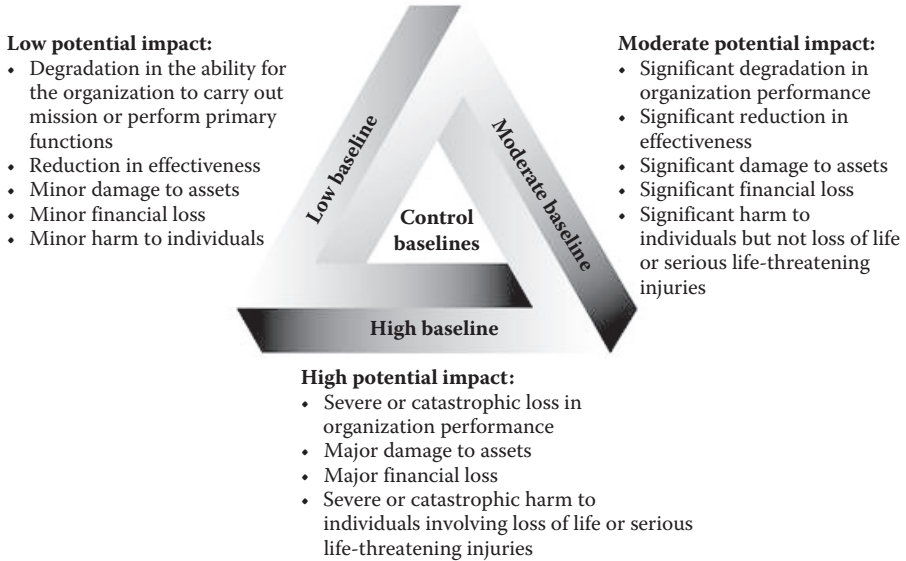 Low potential impact:
• Degradation in the ability for
the organization to carry out
mission or perform primary
functions
• Reduction in effectiveness
• Minor damage to assets
• Minor financial loss
• Minor harm to individuals
Low baseline
Control
baselines
Moderate baseline
High baseline
Moderate potential impact:
• Significant degradation in
organization performance
• Significant reduction in
effectiveness
• Significant damage to assets
• Significant financial loss
• Significant harm to
individuals but not loss of life
or serious life-threatening
injuries
High potential impact:
• Severe or catastrophic loss in
organization performance
• Major damage to assets
• Major financial loss
• Severe or catastrophic harm to
individuals involving loss of life or serious
life-threatening injuries